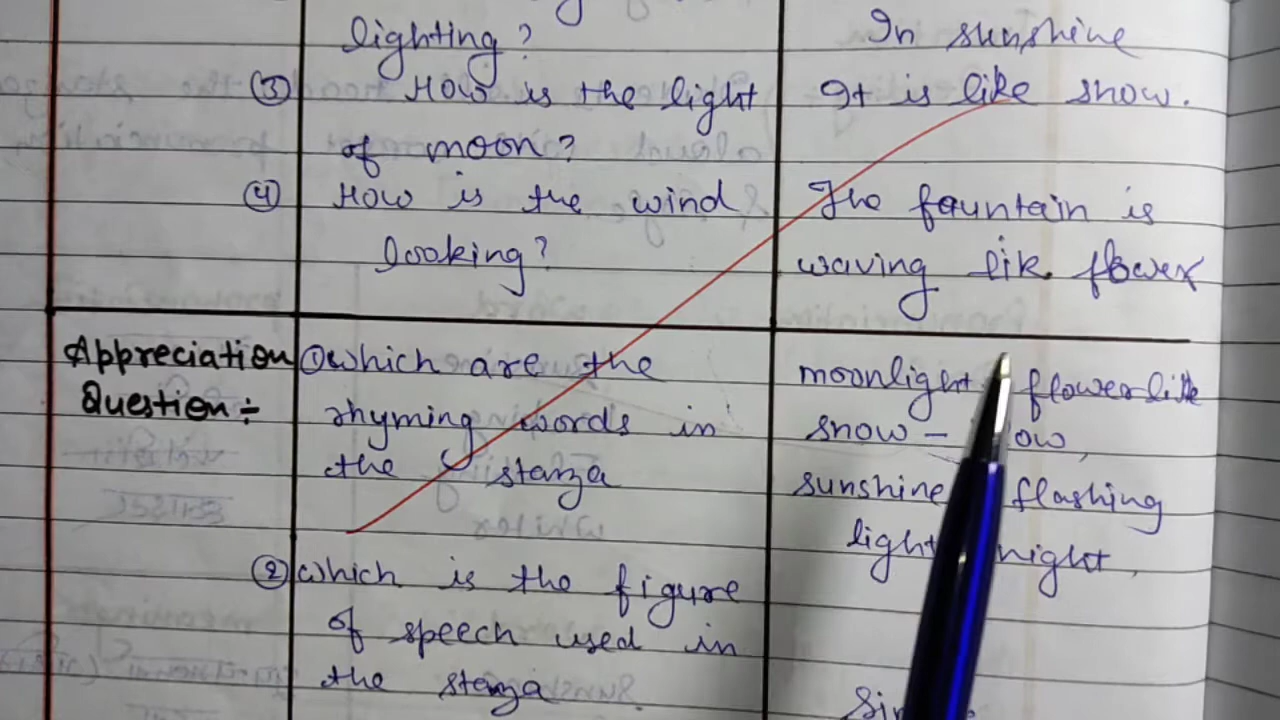 lighting?
In sunshine
③ How is the light
It is like snow.
of moon?
④ How is the wind
looking?
The fountain is
waving lik. flower
Appreciation
Question ÷
① which are the
rhyming words in
the stanza
moonlight flowerlik
snow -
sunshine flashing
light night,
② which is the figure
of speech used in
the stanza